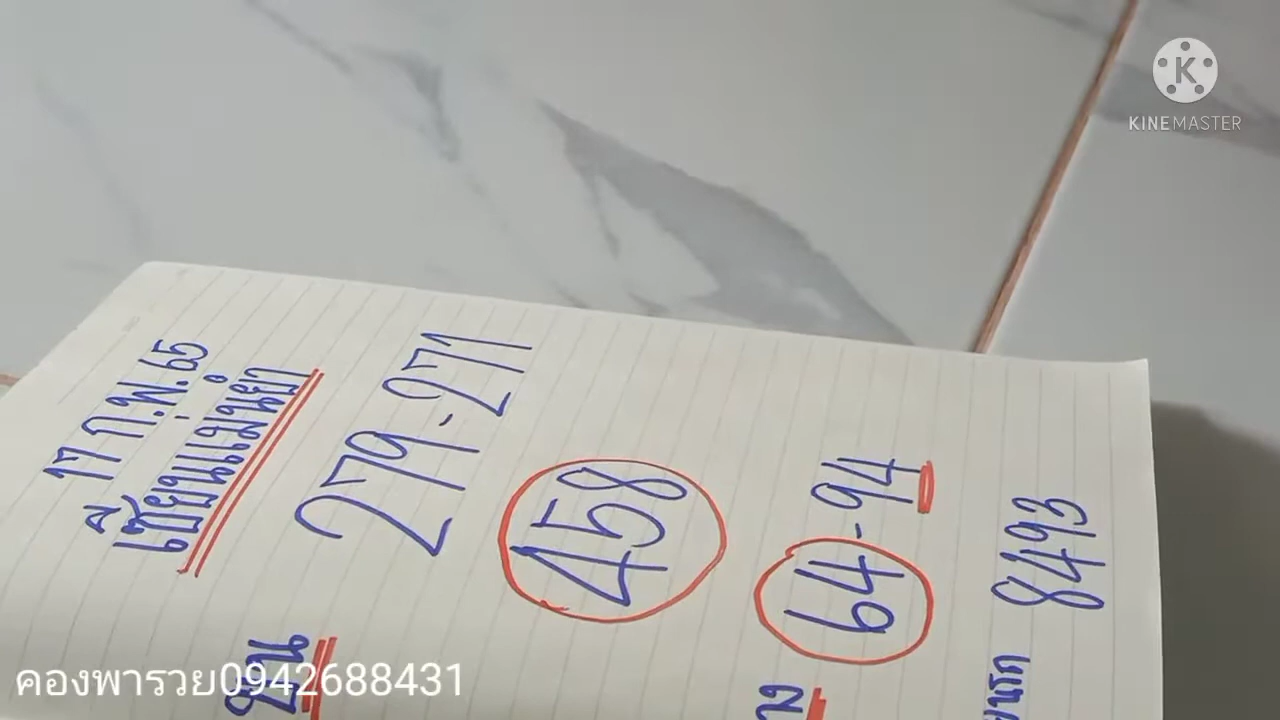 KINEMASTER
17 ก.พ.65
เซียนแม่นยำ
279-271
บน
458
64-94
8493
คองพารวย0942688431